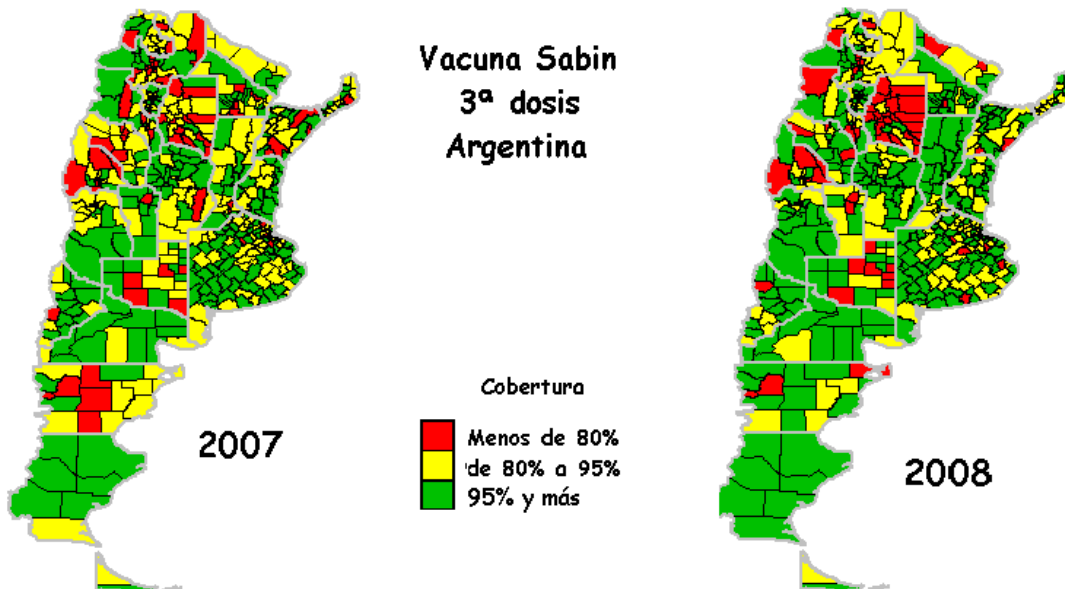 Vacuna Sabin
3ª dosis
Argentina
2007
Cobertura
Menos de 80%
de 80% a 95%
95% y más
2008